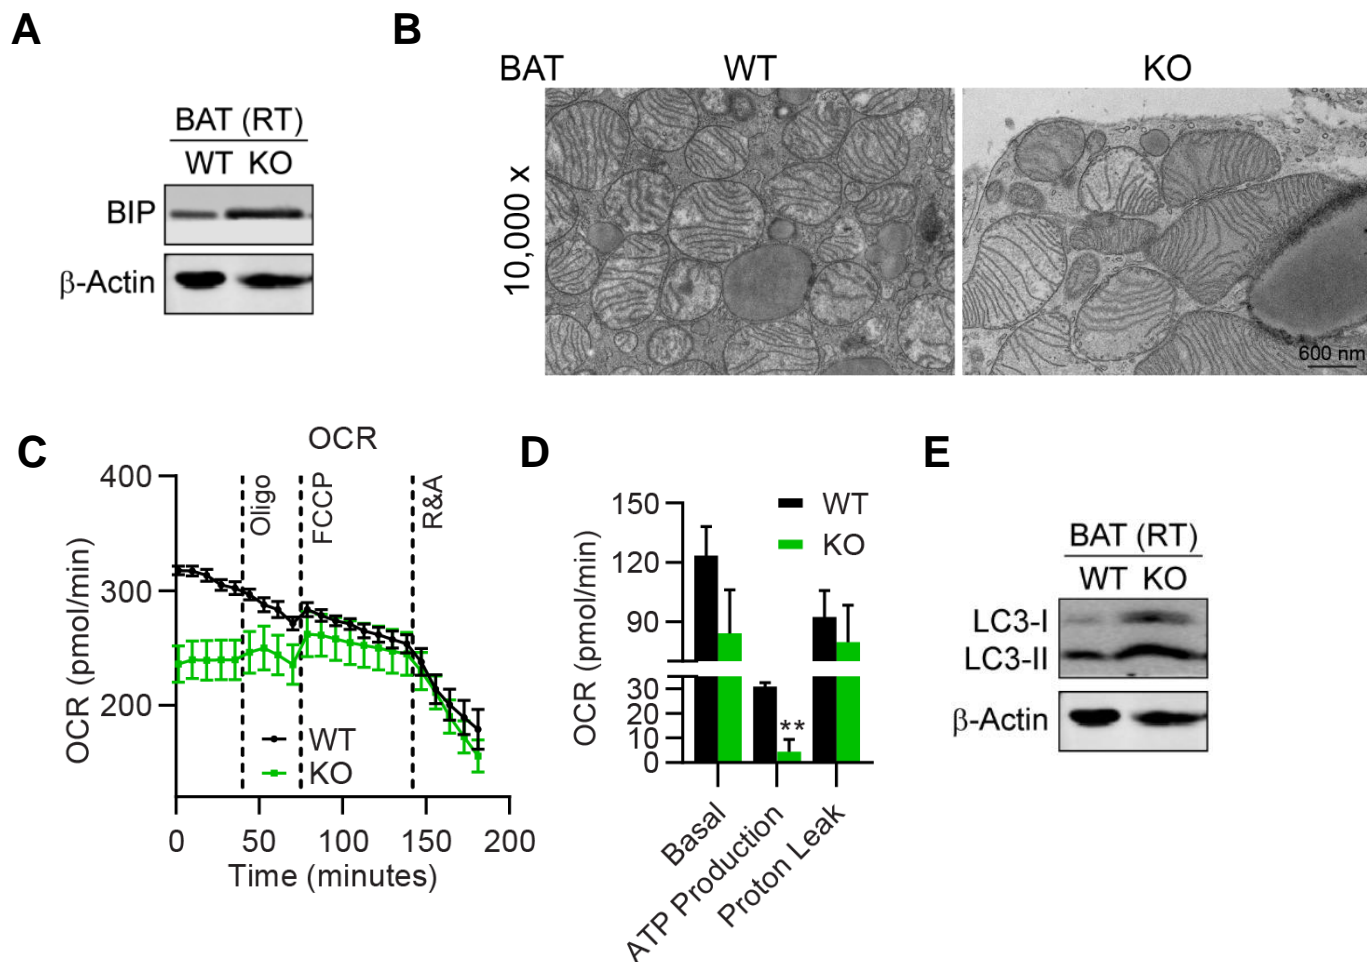 A
BAT (RT)
WT KO
BIP
β-Actin
B
BAT WT KO
10,000 x
600 nm
C
OCR
OCR (pmol/min)
400
300
200
Oligo
FCCP
R&A
WT
KO
0 50 100 150 200
Time (minutes)
D
OCR (pmol/min)
150
120
90
30
20
10
0
WT
KO
**
Basal
ATP Production
Proton Leak
E
BAT (RT)
WT KO
LC3-I
LC3-II
β-Actin